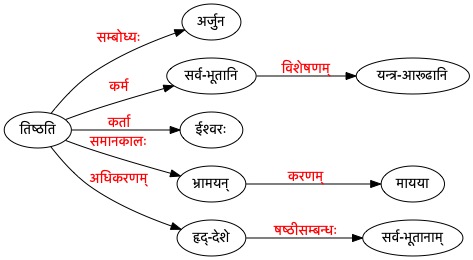 सम्बोध्यः
अर्जुन
कर्म
सर्व-भूतानि
विशेषणम्
यन्त्र-आरूढानि
तिष्ठति
कर्ता
ईश्वरः
समानकालः
भ्रामयन्
करणम्
मायया
अधिकरणम्
हृद्-देशे
षष्ठीसम्बन्धः
सर्व-भूतानाम्